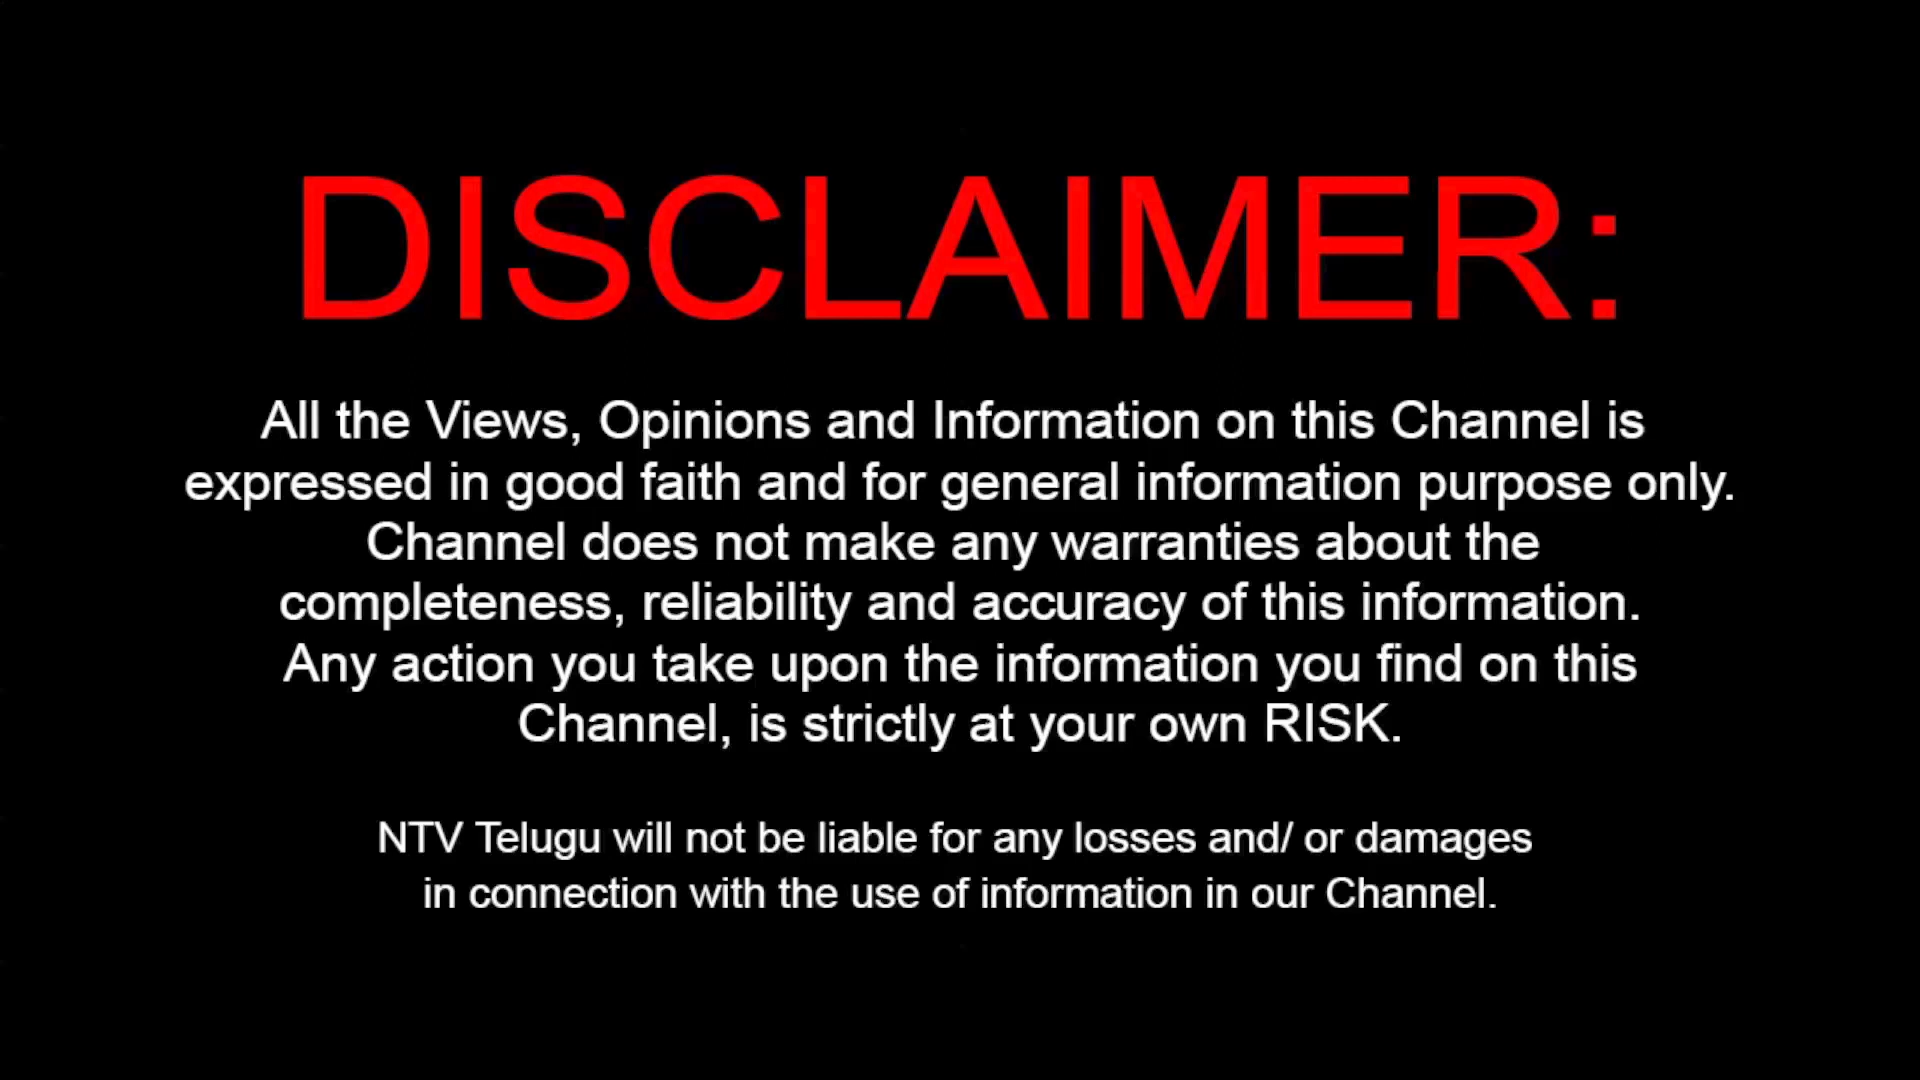 DISCLAIMER:
All the Views, Opinions and Information on this Channel is
expressed in good faith and for general information purpose only.
Channel does not make any warranties about the
completeness, reliability and accuracy of this information.
Any action you take upon the information you find on this
Channel, is strictly at your own RISK.
NTV Telugu will not be liable for any losses and/ or damages
in connection with the use of information in our Channel.